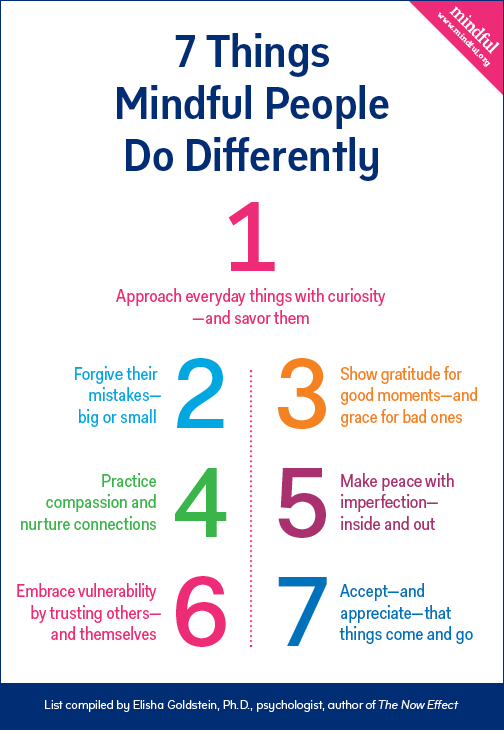 mindful
www.mindful.org
7 Things
Mindful People
Do Differently
1
Approach everyday things with curiosity
—and savor them
2
Forgive their
mistakes—
big or small
3
Show gratitude for
good moments—and
grace for bad ones
4
Practice
compassion and
nurture connections
5
Make peace with
imperfection—
inside and out
6
Embrace vulnerability
by trusting others—
and themselves
7
Accept—and
appreciate—that
things come and go
List compiled by Elisha Goldstein, Ph.D., psychologist, author of The Now Effect